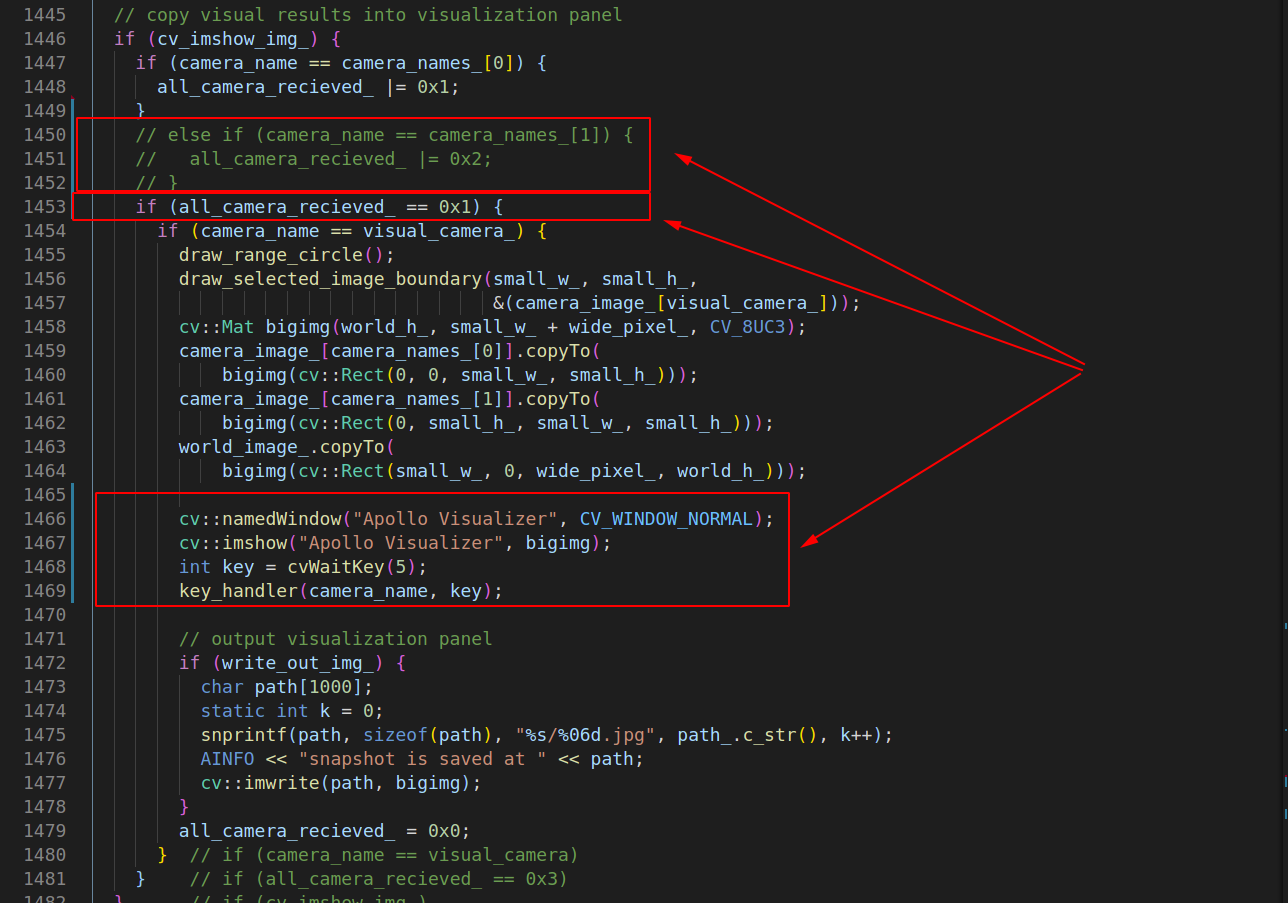 1445 // copy visual results into visualization panel
1446 if (cv_imshow_img_) {
1447 if (camera_name == camera_names_[0]) {
1448 all_camera_recieved_ |= 0x1;
1449 }
1450 // else if (camera_name == camera_names_[1]) {
1451 //   all_camera_recieved_ |= 0x2;
1452 // }
1453 if (all_camera_recieved_ == 0x1) {
1454 if (camera_name == visual_camera_) {
1455 draw_range_circle();
1456 draw_selected_image_boundary(small_w_, small_h_,
1457 &(camera_image_[visual_camera_]));
1458 cv::Mat bigimg(world_h_, small_w_ + wide_pixel_, CV_8UC3);
1459 camera_image_[camera_names_[0]].copyTo(
1460 bigimg(cv::Rect(0, 0, small_w_, small_h_)));
1461 camera_image_[camera_names_[1]].copyTo(
1462 bigimg(cv::Rect(0, small_h_, small_w_, small_h_)));
1463 world_image_.copyTo(
1464 bigimg(cv::Rect(small_w_, 0, wide_pixel_, world_h_)));
1465
1466 cv::namedWindow("Apollo Visualizer", CV_WINDOW_NORMAL);
1467 cv::imshow("Apollo Visualizer", bigimg);
1468 int key = cvWaitKey(5);
1469 key_handler(camera_name, key);
1470
1471 // output visualization panel
1472 if (write_out_img_) {
1473 char path[1000];
1474 static int k = 0;
1475 snprintf(path, sizeof(path), "%s/%06d.jpg", path_.c_str(), k++);
1476 AINFO << "snapshot is saved at " << path;
1477 cv::imwrite(path, bigimg);
1478 }
1479 all_camera_recieved_ = 0x0;
1480 }  // if (camera_name == visual_camera)
1481 }    // if (all_camera_recieved_ == 0x3)
1482 }      // if (cv_imshow_img_)